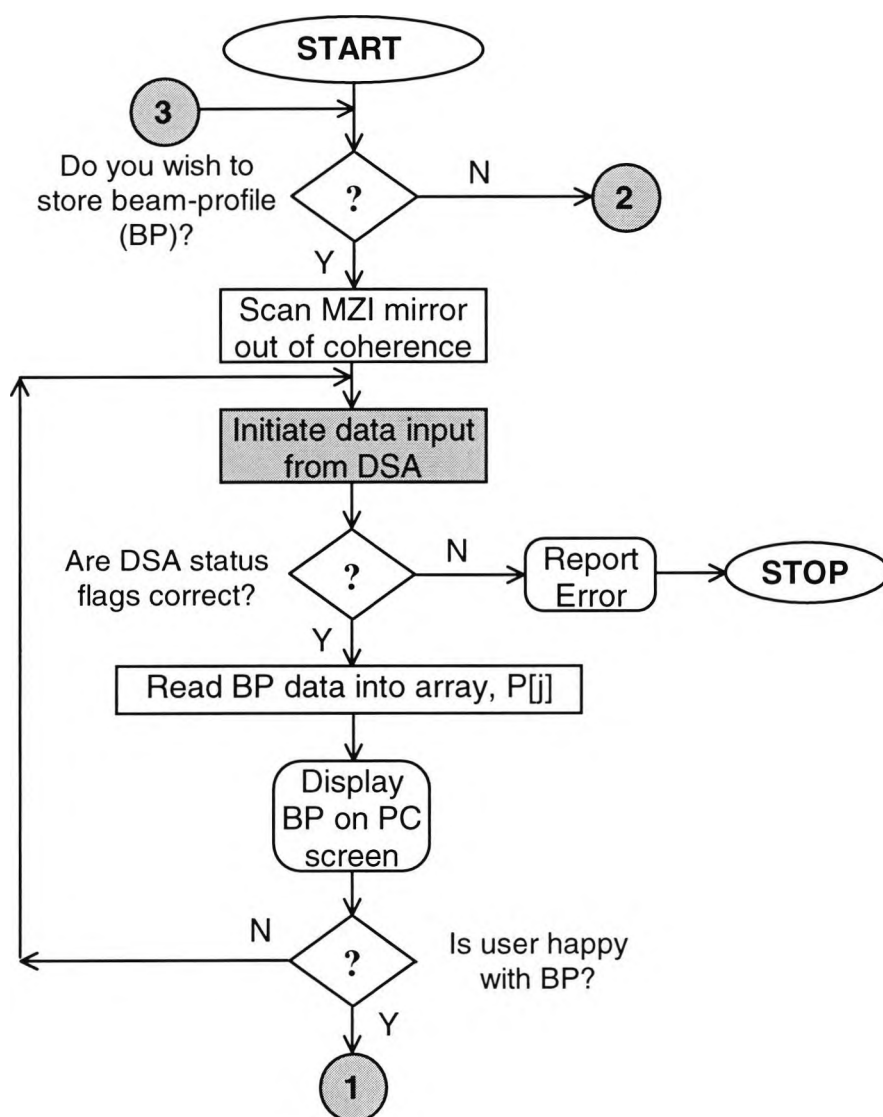 START
3
Do you wish to
store beam-profile
(BP)?
?
N
2
Y
Scan MZI mirror
out of coherence
Initiate data input
from DSA
Are DSA status
flags correct?
?
N
Report
Error
STOP
Y
Read BP data into array, P[j]
Display
BP on PC
screen
N
?
Is user happy
with BP?
Y
1